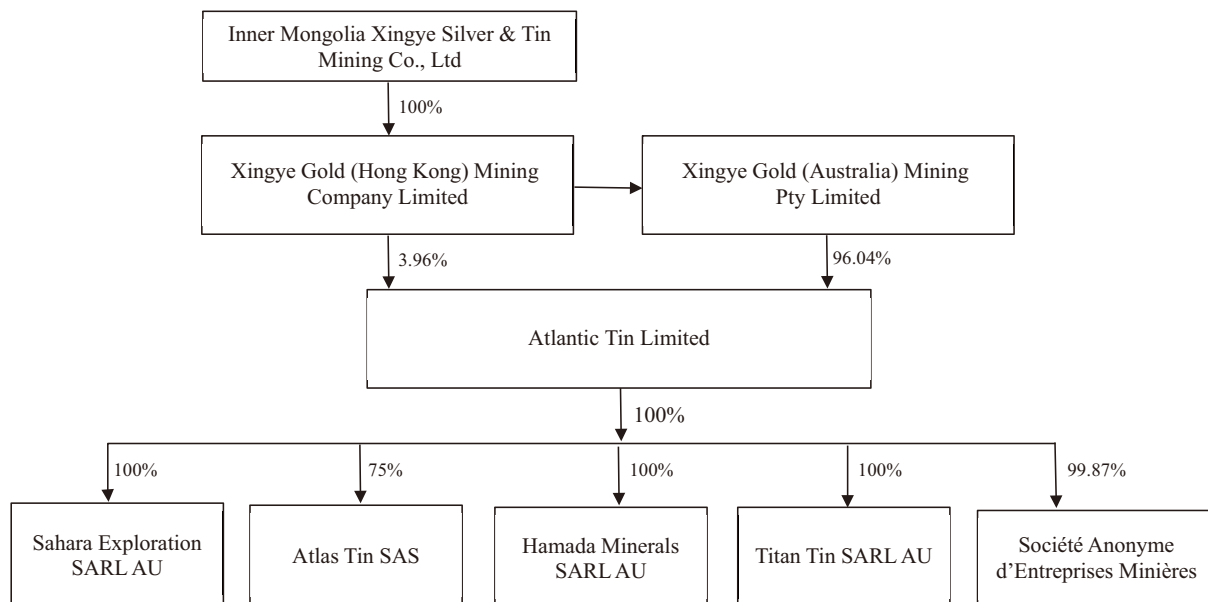 Inner Mongolia Xingye Silver & Tin
Mining Co., Ltd
100%
Xingye Gold (Hong Kong) Mining
Company Limited
Xingye Gold (Australia) Mining
Pty Limited
3.96%
96.04%
Atlantic Tin Limited
100%
100%
75%
100%
100%
99.87%
Sahara Exploration
SARL AU
Atlas Tin SAS
Hamada Minerals
SARL AU
Titan Tin SARL AU
Société Anonyme
d’Entreprises Minières